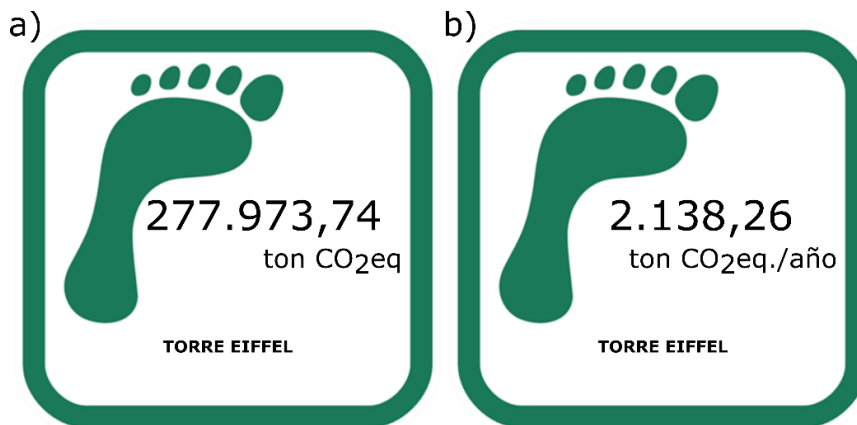 a)
277.973,74
ton CO2eq
TORRE EIFFEL
b)
2.138,26
ton CO2eq./año
TORRE EIFFEL